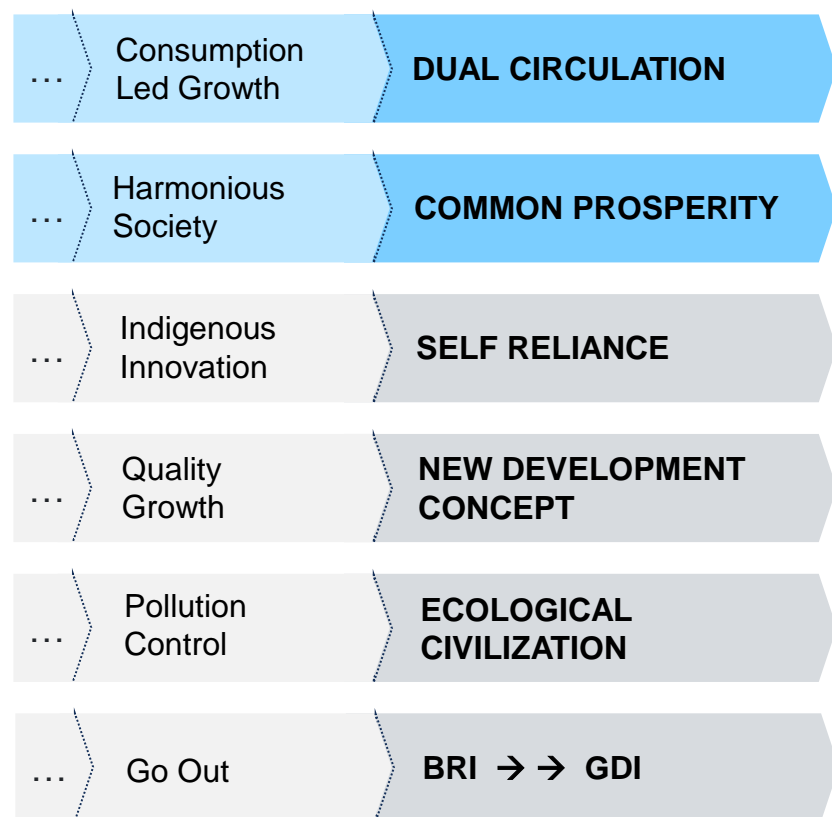 ...
Consumption
Led Growth
DUAL CIRCULATION
...
Harmonious
Society
COMMON PROSPERITY
...
Indigenous
Innovation
SELF RELIANCE
...
Quality
Growth
NEW DEVELOPMENT
CONCEPT
...
Pollution
Control
ECOLOGICAL
CIVILIZATION
...
Go Out
BRI → → GDI